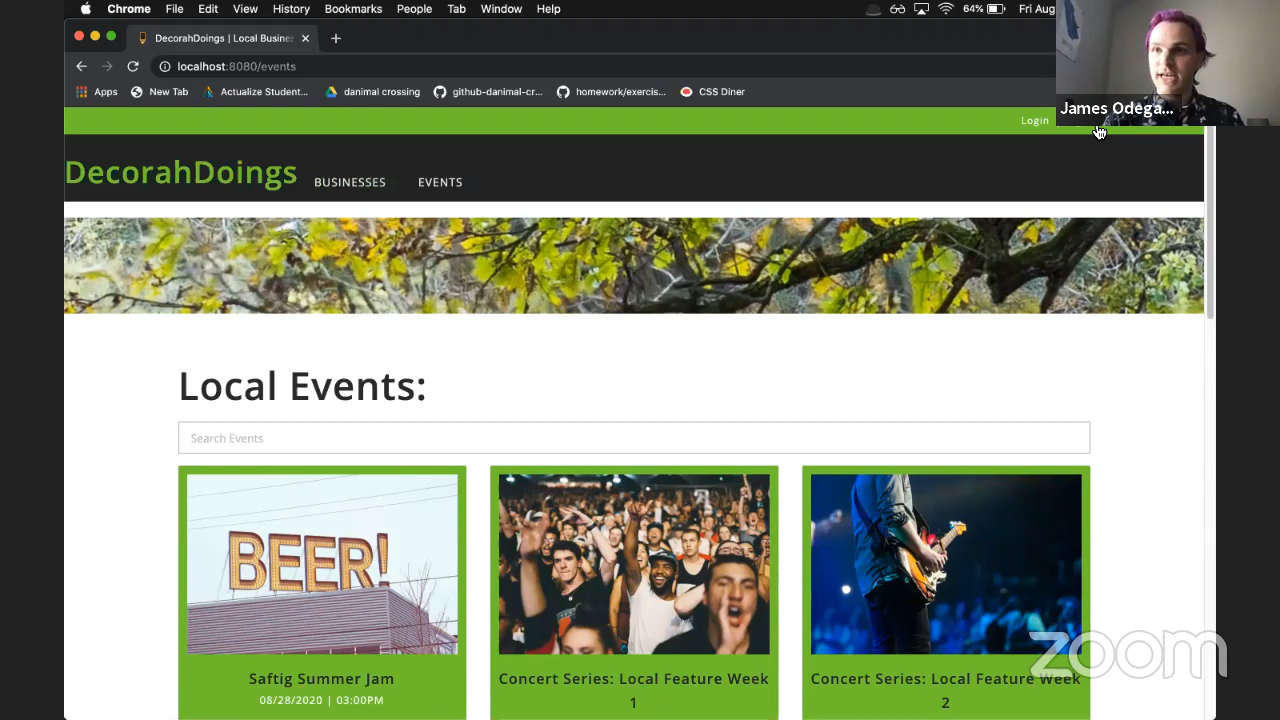 Chrome File Edit View History Bookmarks People Tab Window Help 64% Fri Aug
DecorahDoings | Local Busine
localhost:8080/events
Apps New Tab Actualize Student... danimal crossing github-danimal-cr... homework/exercis... CSS Diner
James Odega...
Login
DecorahDoings BUSINESSES EVENTS
Local Events:
Search Events
BEER!
Saftig Summer Jam
08/28/2020 | 03:00PM
Concert Series: Local Feature Week
1
Concert Series: Local Feature Week
2
zoom